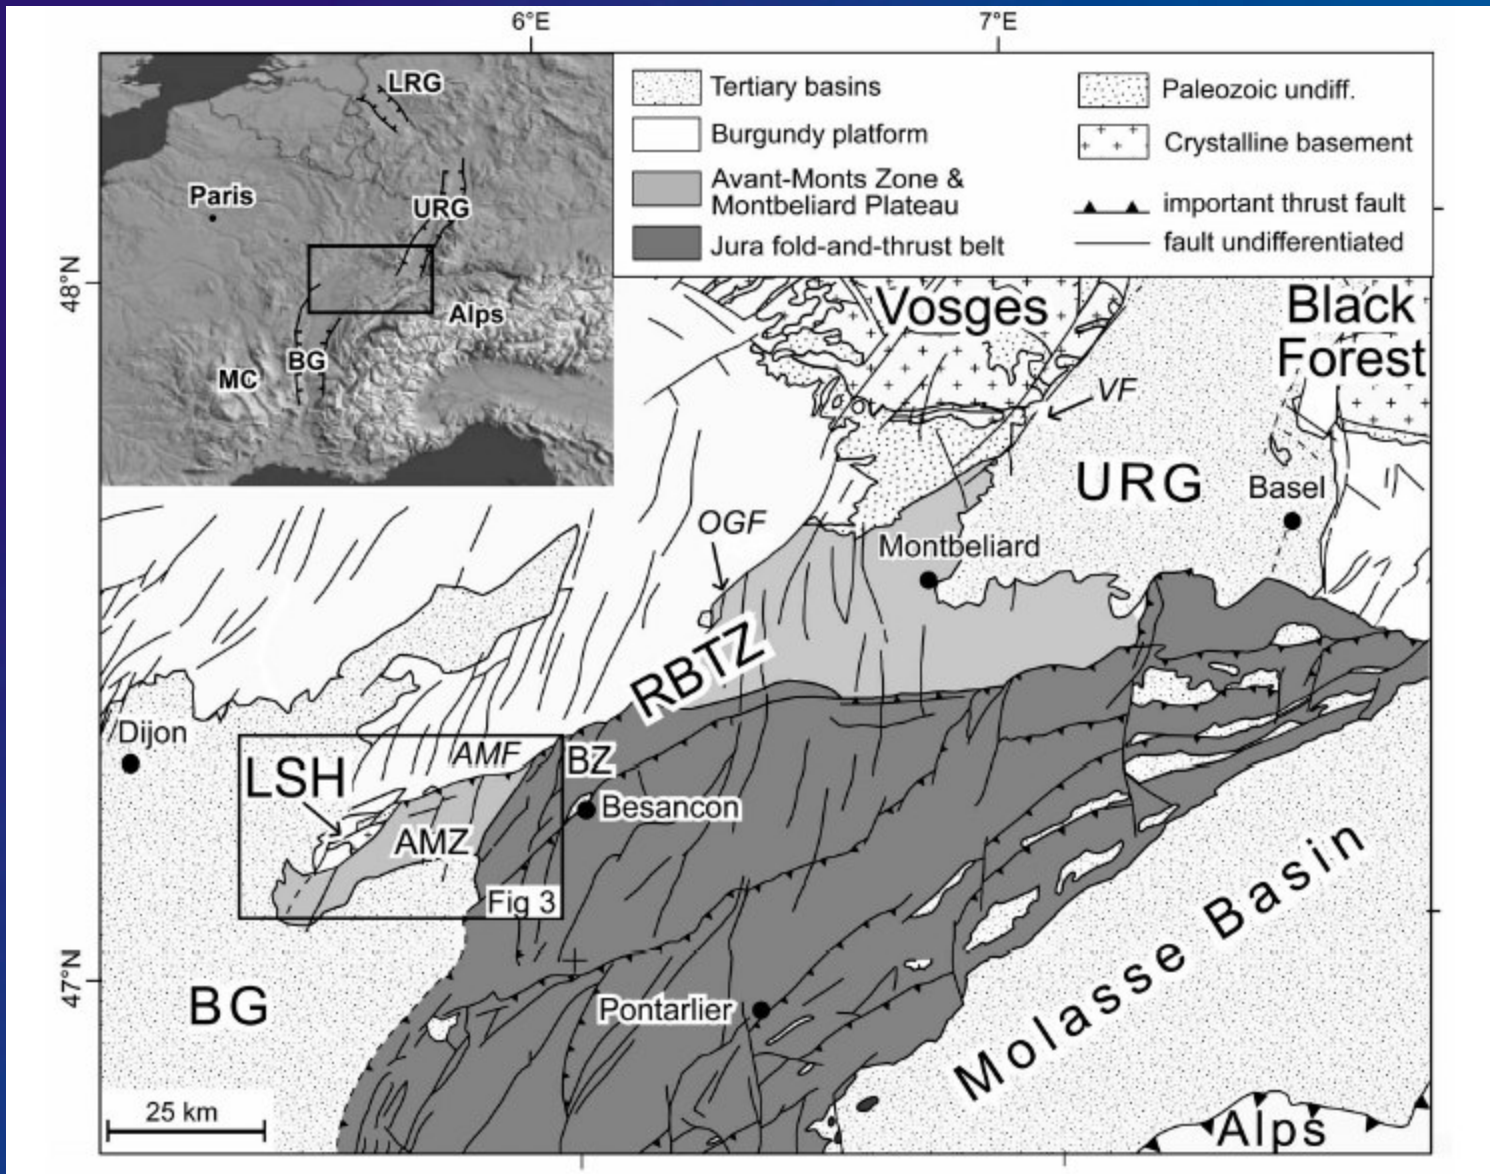 6°E
7°E
LRG
Paris
URG
Alps
BG
MC
Tertiary basins
Burgundy platform
Avant-Monts Zone &
Montbeliard Plateau
Jura fold-and-thrust belt
Paleozoic undiff.
Crystalline basement
important thrust fault
fault undifferentiated
48°N
Vosges
Black
Forest
VF
URG
Basel
OGF
Montbeliard
RBTZ
Dijon
AMF
BZ
LSH
Besancon
AMZ
Fig 3
47°N
BG
Pontarlier
Molasse Basin
25 km
Alps